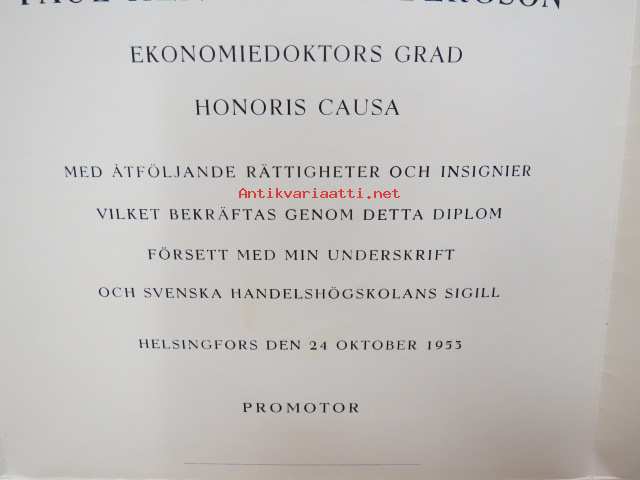 EKONOMIEDOKTORS GRAD
HONORIS CAUSA
MED ÅTFÖLJANDE RÄTTIGHETER OCH INSIGNIER
Antikvariaatti.net
VILKET BEKRÄFTAS GENOM DETTA DIPLOM
FÖRSETT MED MIN UNDERSKRIFT
OCH SVENSKA HANDELSHÖGSKOLANS SIGILL
HELSINGFORS DEN 24 OKTOBER 1953
PROMOTOR